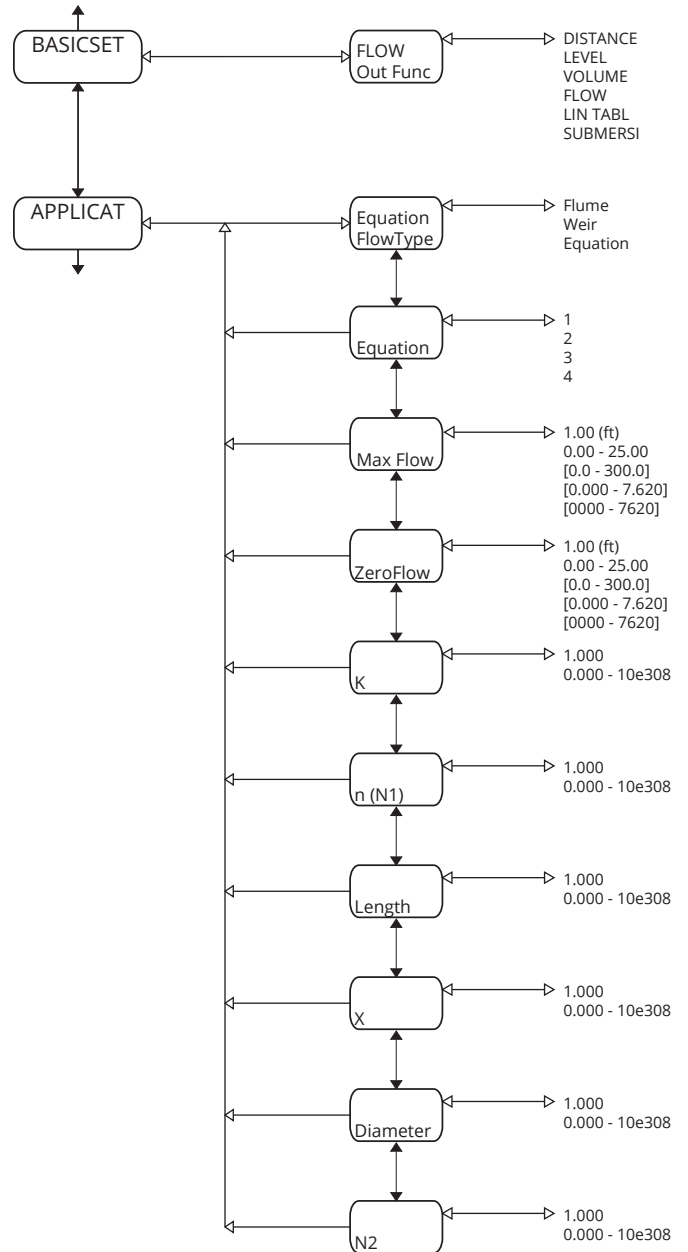 BASICSET
FLOW
Out Func
DISTANCE
LEVEL
VOLUME
FLOW
LIN TABL
SUBMERSI
APPLICAT
Equation
FlowType
Flume
Weir
Equation
Equation
1
2
3
4
Max Flow
1.00 (ft)
0.00 - 25.00
[0.0 - 300.0]
[0.000 - 7.620]
[0000 - 7620]
ZeroFlow
1.00 (ft)
0.00 - 25.00
[0.0 - 300.0]
[0.000 - 7.620]
[0000 - 7620]
K
1.000
0.000 - 10e308
n (N1)
1.000
0.000 - 10e308
Length
1.000
0.000 - 10e308
X
1.000
0.000 - 10e308
Diameter
1.000
0.000 - 10e308
N2
1.000
0.000 - 10e308